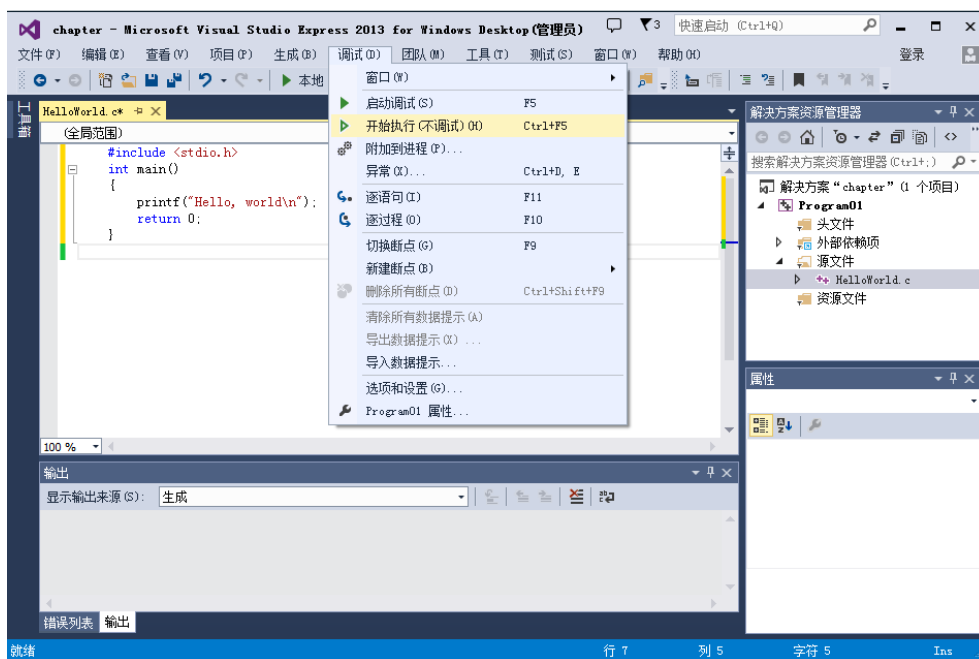 chapter - Microsoft Visual Studio Express 2013 for Windows Desktop(管理员)
3
快速启动 (Ctrl+Q)
文件(F) 编辑(E) 查看(V) 项目(P) 生成(B) 调试(D) 团队(M) 工具(T) 测试(S) 窗口(W) 帮助(H) 登录
本地
工具箱
HelloWorld.c*
(全局范围)
#include <stdio.h>
int main()
{
printf("Hello, world\n");
return 0;
}
100 %
窗口(W)
启动调试(S) F5
开始执行(不调试)(H) Ctrl+F5
附加到进程(P)...
异常(X)... Ctrl+D, E
逐语句(I) F11
逐过程(O) F10
切换断点(G) F9
新建断点(B)
删除所有断点(D) Ctrl+Shift+F9
清除所有数据提示(A)
导出数据提示(X) ...
导入数据提示...
选项和设置(G)...
Program01 属性...
解决方案资源管理器
搜索解决方案资源管理器(Ctrl+;)
解决方案“chapter”(1 个项目)
Program01
头文件
外部依赖项
源文件
HelloWorld.c
资源文件
属性
输出
显示输出来源(S): 生成
错误列表 输出
就绪 行 7 列 5 字符 5 Ins